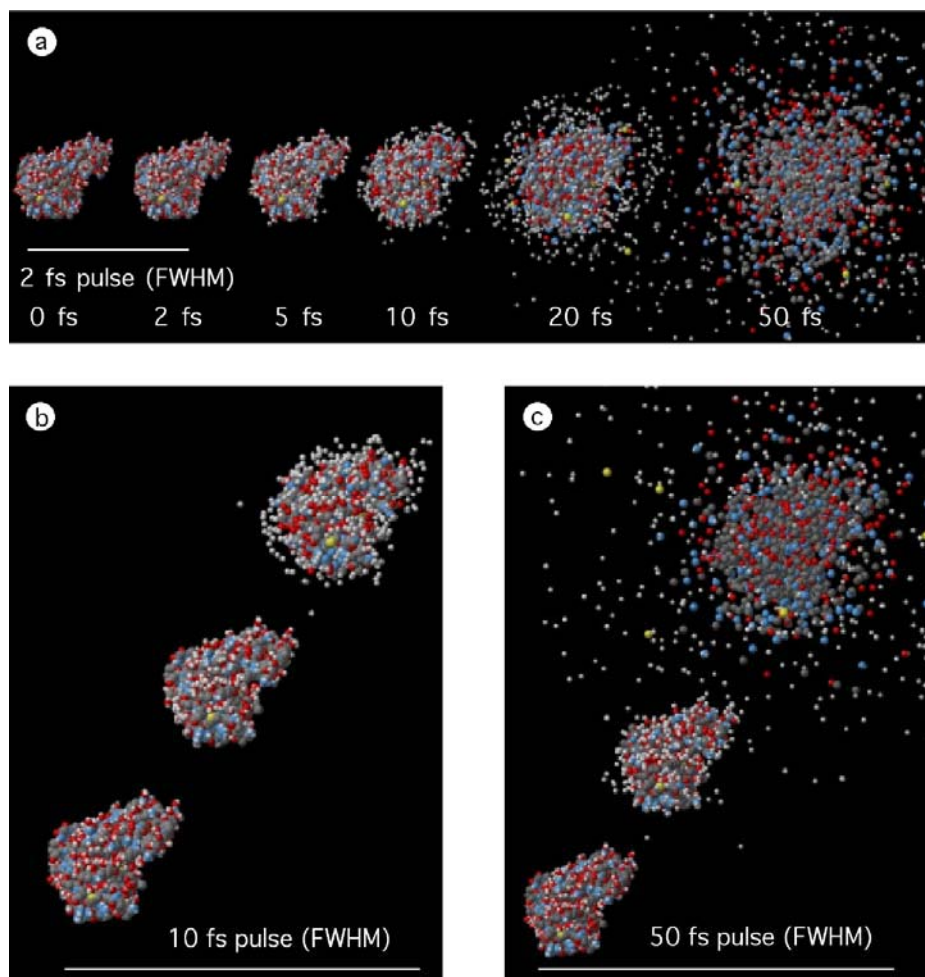 a
2 fs pulse (FWHM)
0 fs 2 fs 5 fs 10 fs 20 fs 50 fs
b
10 fs pulse (FWHM)
c
50 fs pulse (FWHM)